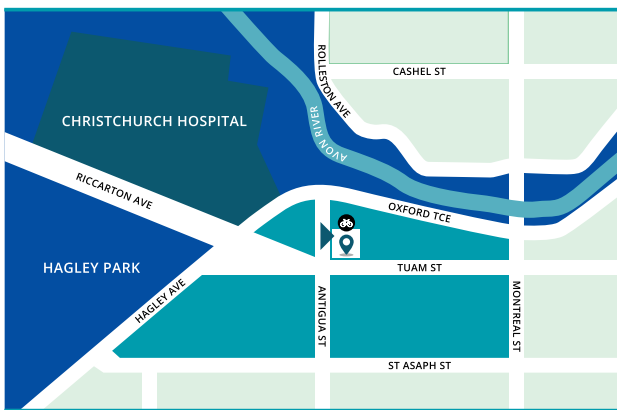 ROLLESTON AVE
CASHEL ST
CHRISTCHURCH HOSPITAL
AVON RIVER
RICCARTON AVE
OXFORD TCE
HAGLEY PARK
TUAM ST
HAGLEY AVE
ANTIGUA ST
MONTREAL ST
ST ASAPH ST